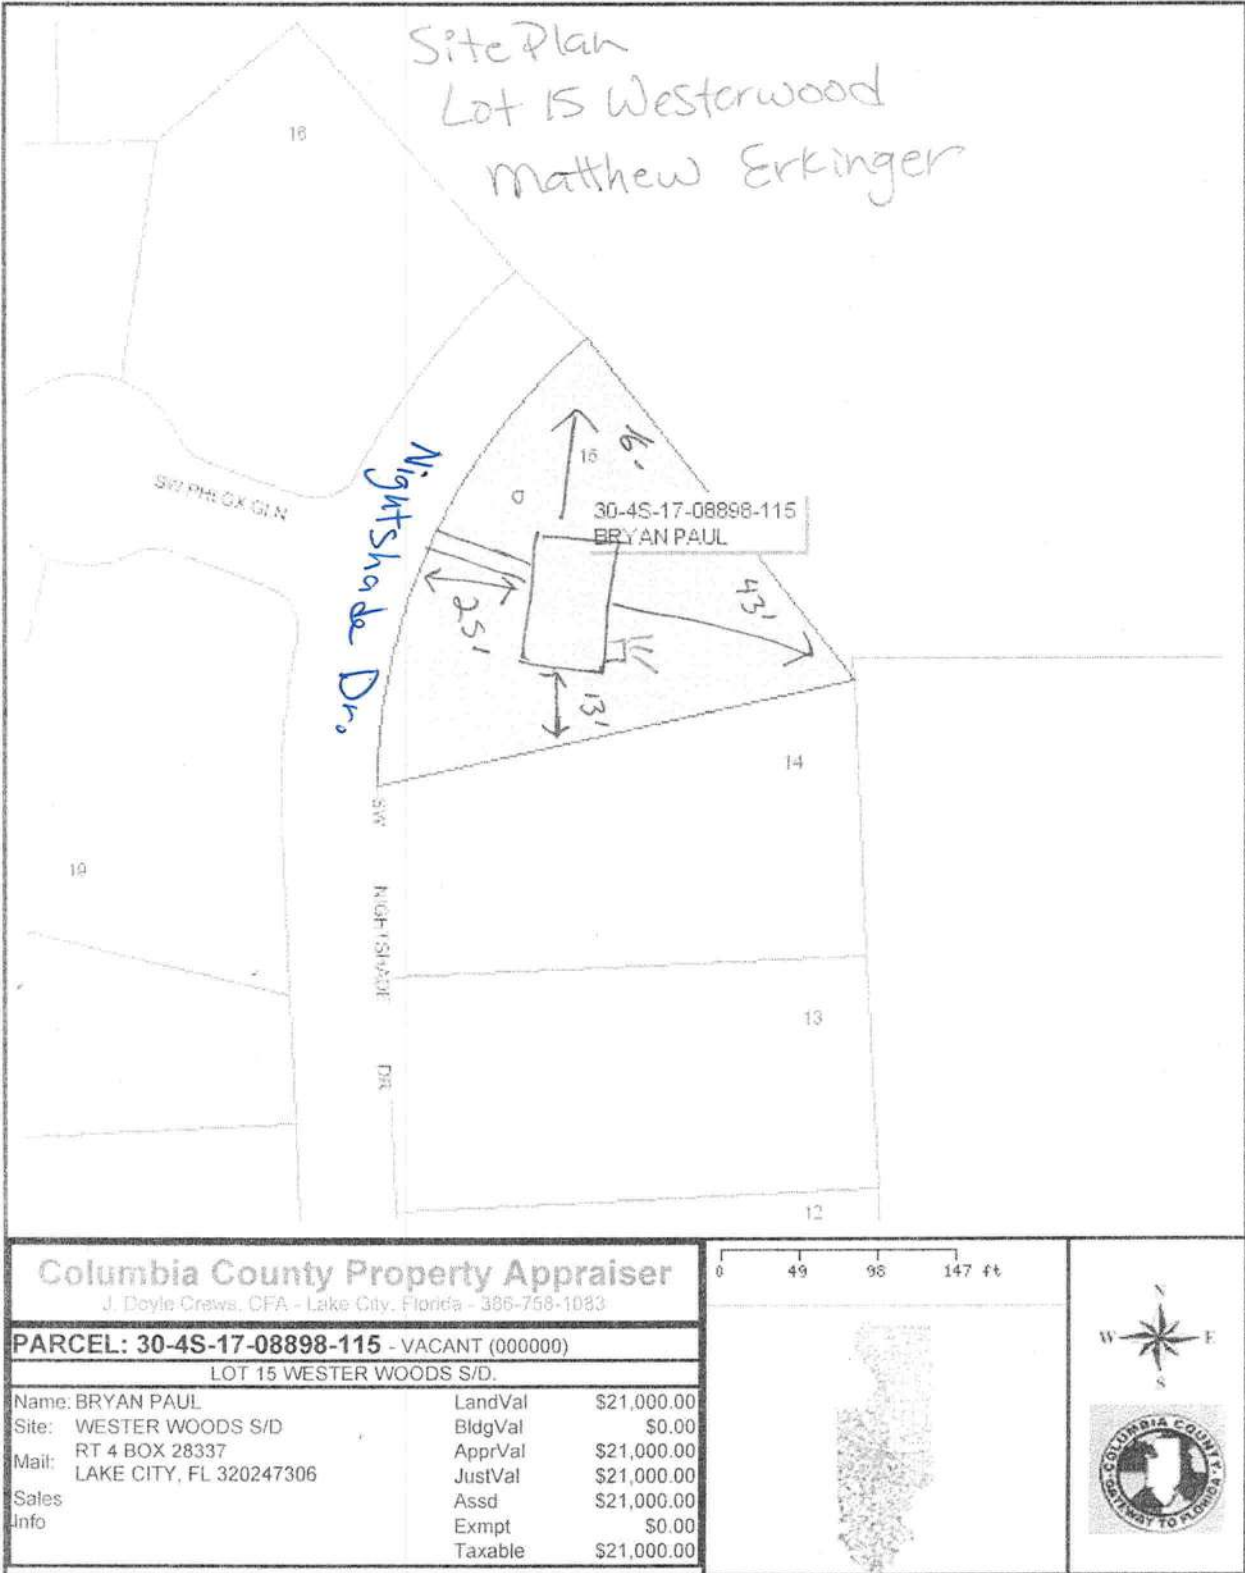 Site Plan
Lot 15 Westerwood
Matthew Erkinger
16
15
16'
SW PHLOX GLN
Nightshade Dr.
30-4S-17-08898-115
BRYAN PAUL
25'
43'
13'
14
SW NIGHTSHADE DR
19
13
12
Columbia County Property Appraiser
J. Doyle Crews, CFA - Lake City, Florida - 386-758-1083
PARCEL: 30-4S-17-08898-115 - VACANT (000000)
LOT 15 WESTER WOODS S/D.
Name: BRYAN PAUL
Site: WESTER WOODS S/D
Mail: RT 4 BOX 28337
LAKE CITY, FL 320247306
Sales
Info
LandVal $21,000.00
BldgVal $0.00
ApprVal $21,000.00
JustVal $21,000.00
Assd $21,000.00
Exmpt $0.00
Taxable $21,000.00
0 49 98 147 ft
N
W E
S
COLUMBIA COUNTY
GATEWAY TO FLORIDA